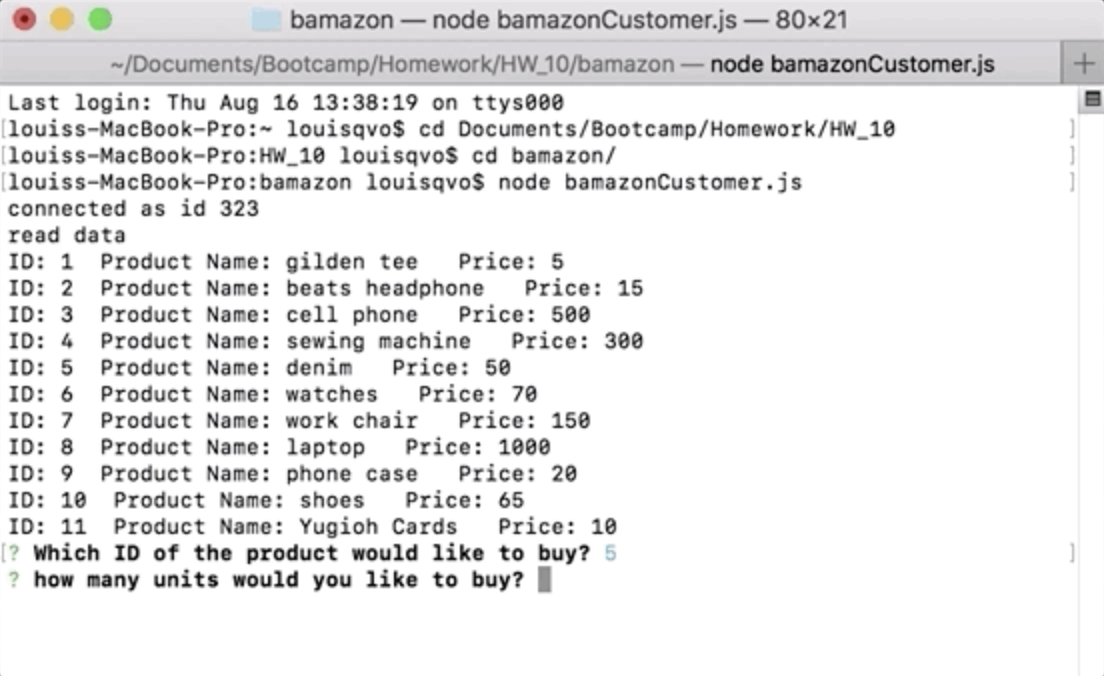 bamazon — node bamazonCustomer.js — 80×21
~/Documents/Bootcamp/Homework/HW_10/bamazon — node bamazonCustomer.js +
Last login: Thu Aug 16 13:38:19 on ttys000
[louiss-MacBook-Pro:~ louisqvo$ cd Documents/Bootcamp/Homework/HW_10 ]
[louiss-MacBook-Pro:HW_10 louisqvo$ cd bamazon/ ]
[louiss-MacBook-Pro:bamazon louisqvo$ node bamazonCustomer.js ]
connected as id 323
read data
ID: 1  Product Name: gilden tee   Price: 5
ID: 2  Product Name: beats headphone   Price: 15
ID: 3  Product Name: cell phone   Price: 500
ID: 4  Product Name: sewing machine   Price: 300
ID: 5  Product Name: denim   Price: 50
ID: 6  Product Name: watches   Price: 70
ID: 7  Product Name: work chair   Price: 150
ID: 8  Product Name: laptop   Price: 1000
ID: 9  Product Name: phone case   Price: 20
ID: 10  Product Name: shoes   Price: 65
ID: 11  Product Name: Yugioh Cards   Price: 10
[? Which ID of the product would like to buy? 5 ]
? how many units would you like to buy?